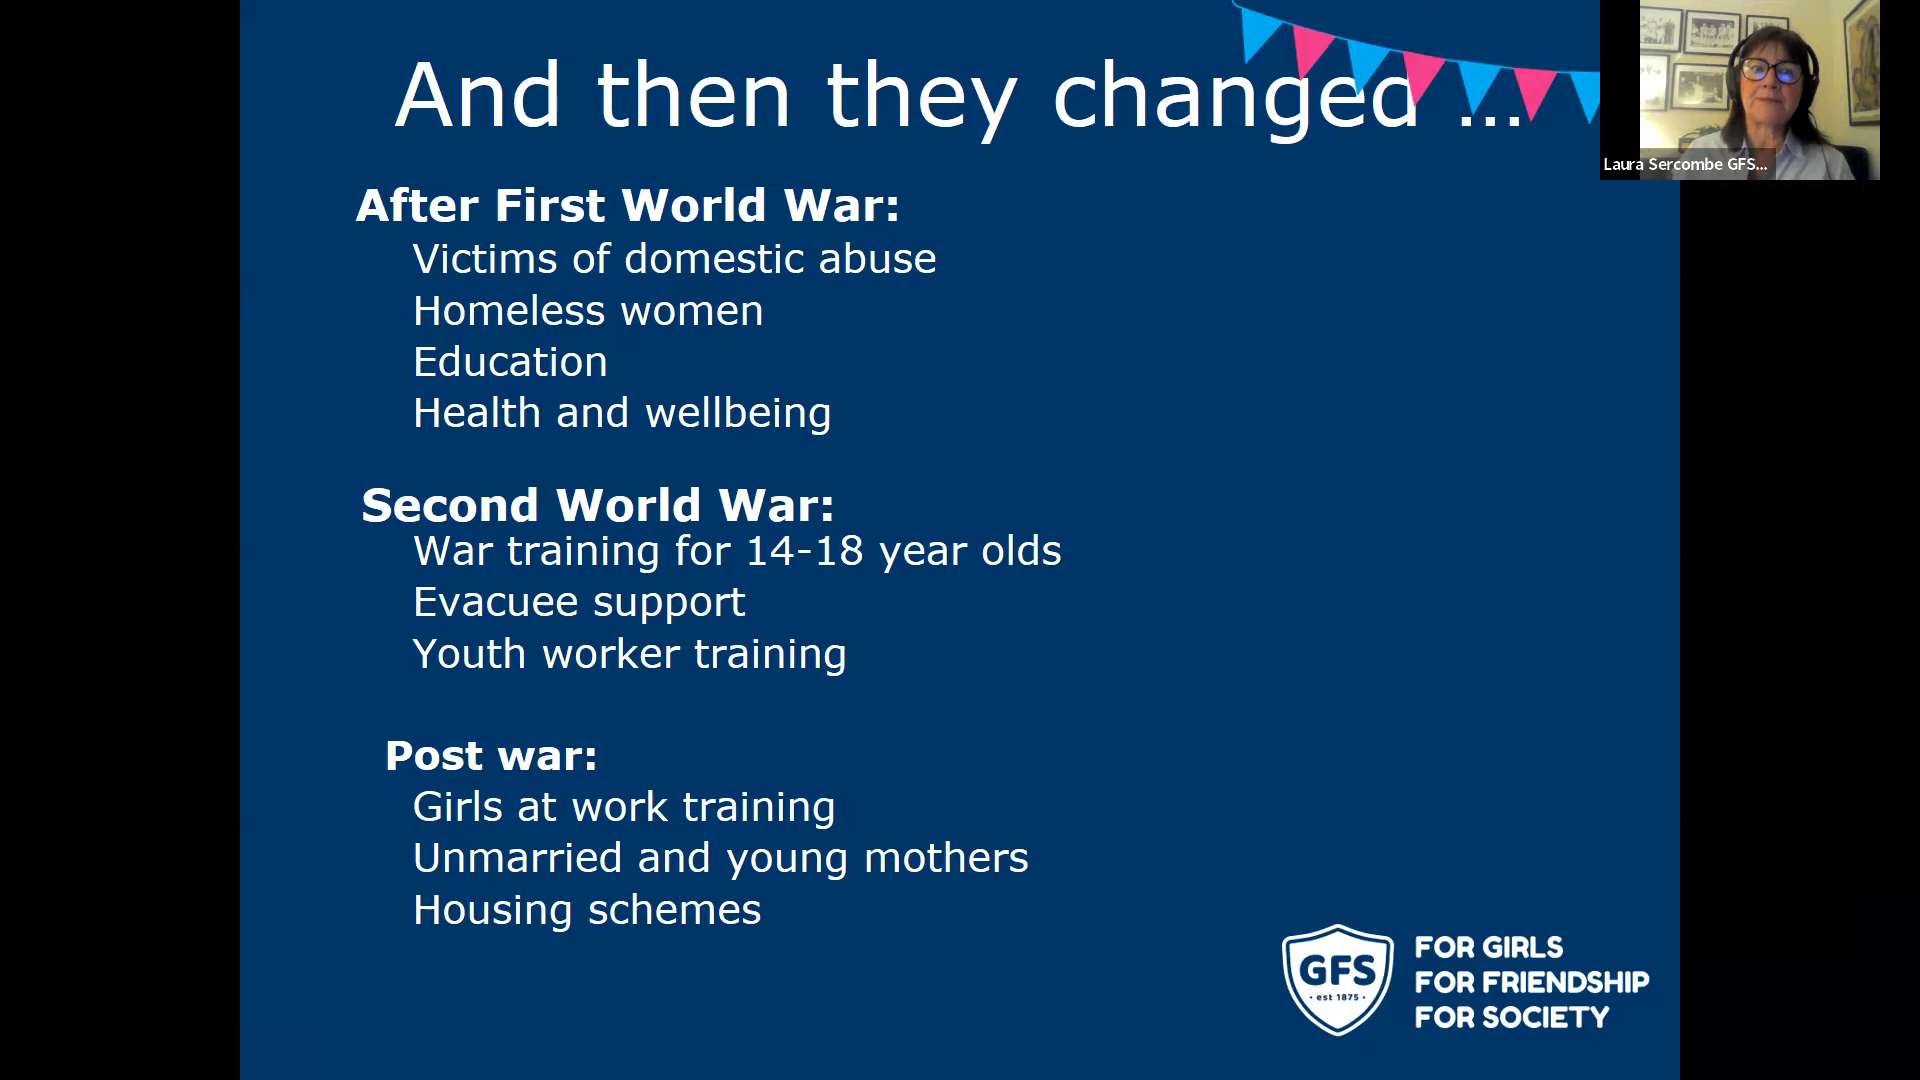 And then they changed ...
Laura Sercombe GFS...
After First World War:
Victims of domestic abuse
Homeless women
Education
Health and wellbeing
Second World War:
War training for 14-18 year olds
Evacuee support
Youth worker training
Post war:
Girls at work training
Unmarried and young mothers
Housing schemes
GFS
• est 1875 •
FOR GIRLS
FOR FRIENDSHIP
FOR SOCIETY